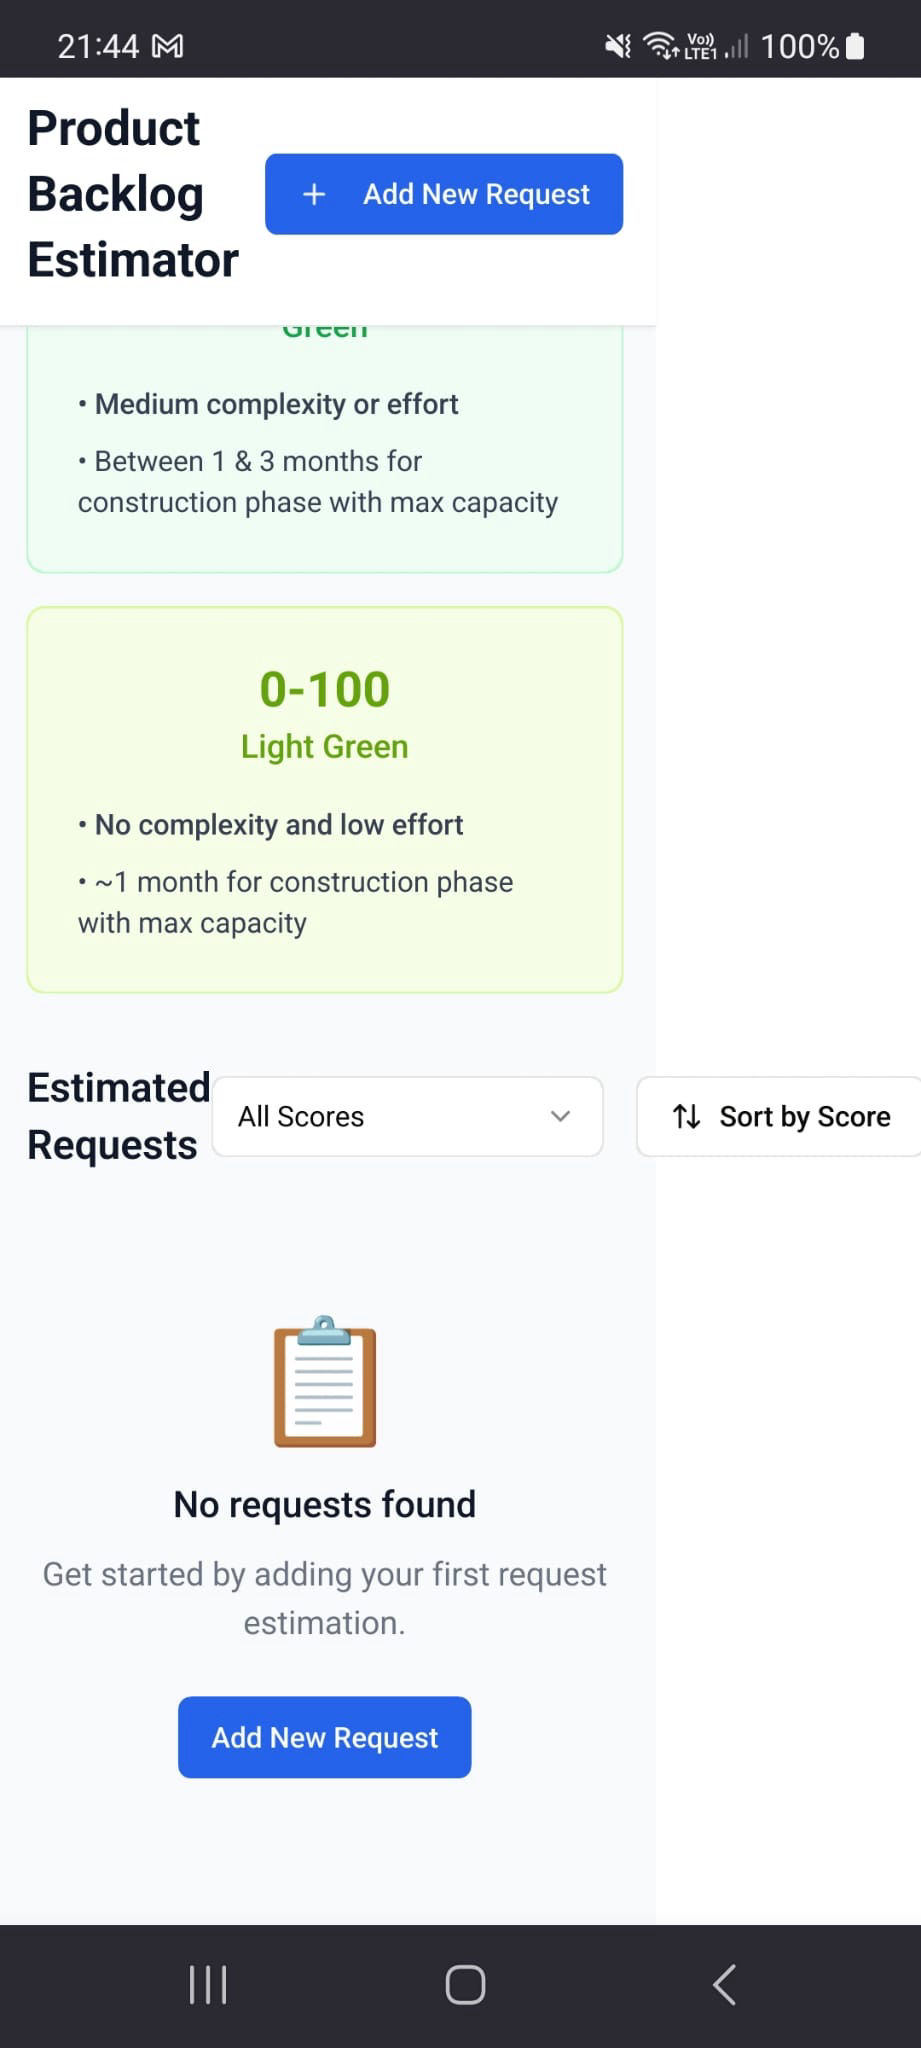 21:44
Vo))
LTE1
100%
Product
Backlog
Estimator
+ Add New Request
Green
• Medium complexity or effort
• Between 1 & 3 months for
construction phase with max capacity
0-100
Light Green
• No complexity and low effort
• ~1 month for construction phase
with max capacity
Estimated
Requests
All Scores
Sort by Score
No requests found
Get started by adding your first request
estimation.
Add New Request